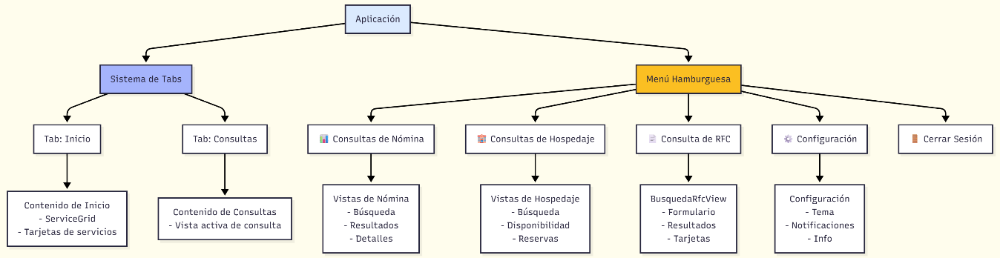 Aplicación
Sistema de Tabs
Menú Hamburguesa
Tab: Inicio
Tab: Consultas
📊 Consultas de Nómina
🏨 Consultas de Hospedaje
📄 Consulta de RFC
⚙️ Configuración
🚪 Cerrar Sesión
Contenido de Inicio
- ServiceGrid
- Tarjetas de servicios
Contenido de Consultas
- Vista activa de consulta
Vistas de Nómina
- Búsqueda
- Resultados
- Detalles
Vistas de Hospedaje
- Búsqueda
- Disponibilidad
- Reservas
BusquedaRfcView
- Formulario
- Resultados
- Tarjetas
Configuración
- Tema
- Notificaciones
- Info